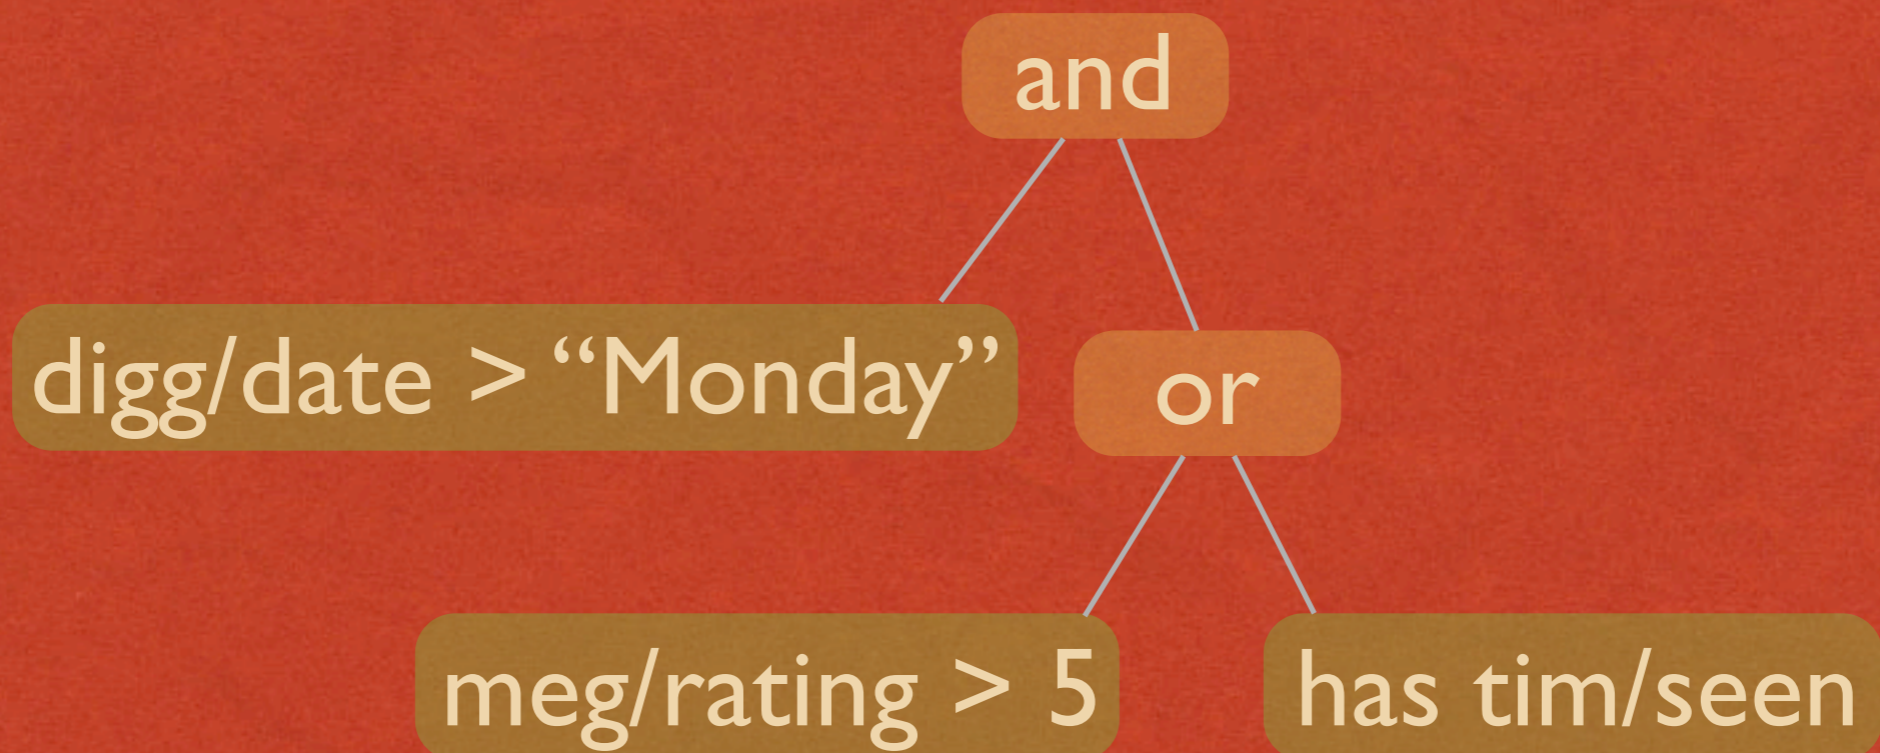 and
digg/date > “Monday”
or
meg/rating > 5
has tim/seen